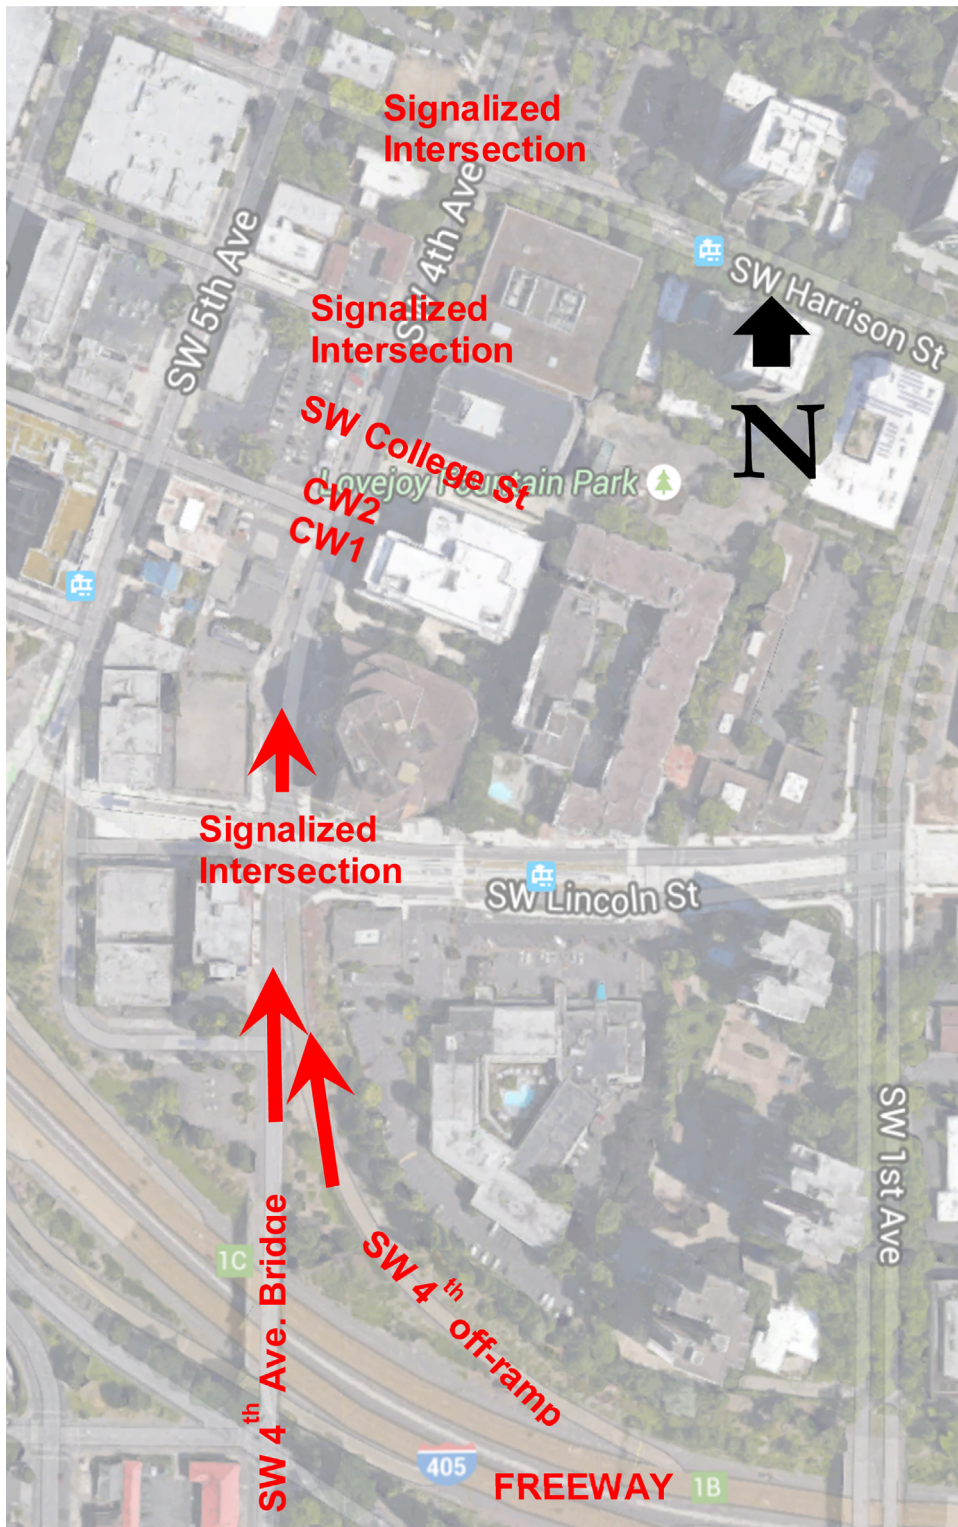 Signalized
Intersection
SW 4th Ave
SW 5th Ave
SW Harrison St
Signalized
Intersection
N
SW College St
Lovejoy Fountain Park
CW2
CW1
Signalized
Intersection
SW Lincoln St
SW 1st Ave
SW 4th Ave. Bridge
1C
SW 4th off-ramp
405
FREEWAY
1B